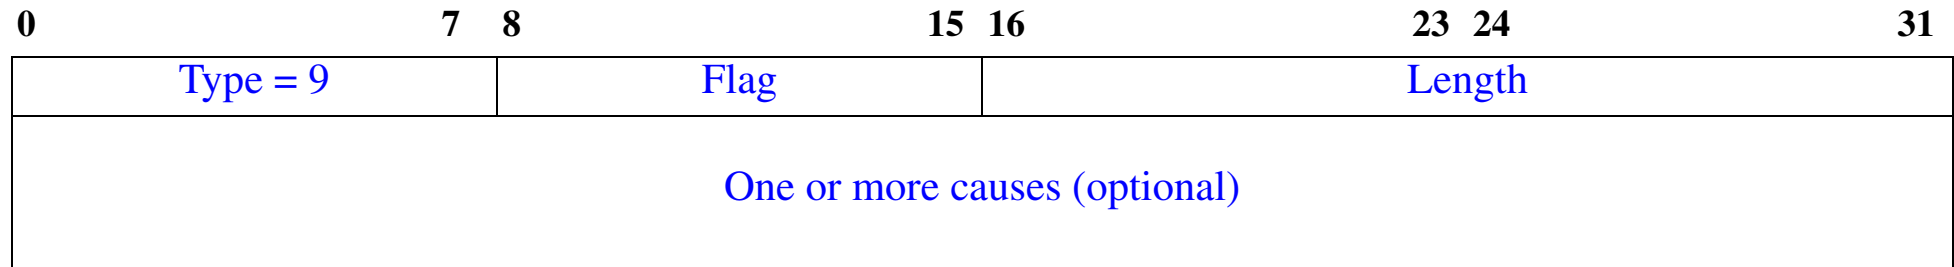 0 7 8 15 16 23 24 31
Type = 9 Flag Length
One or more causes (optional)